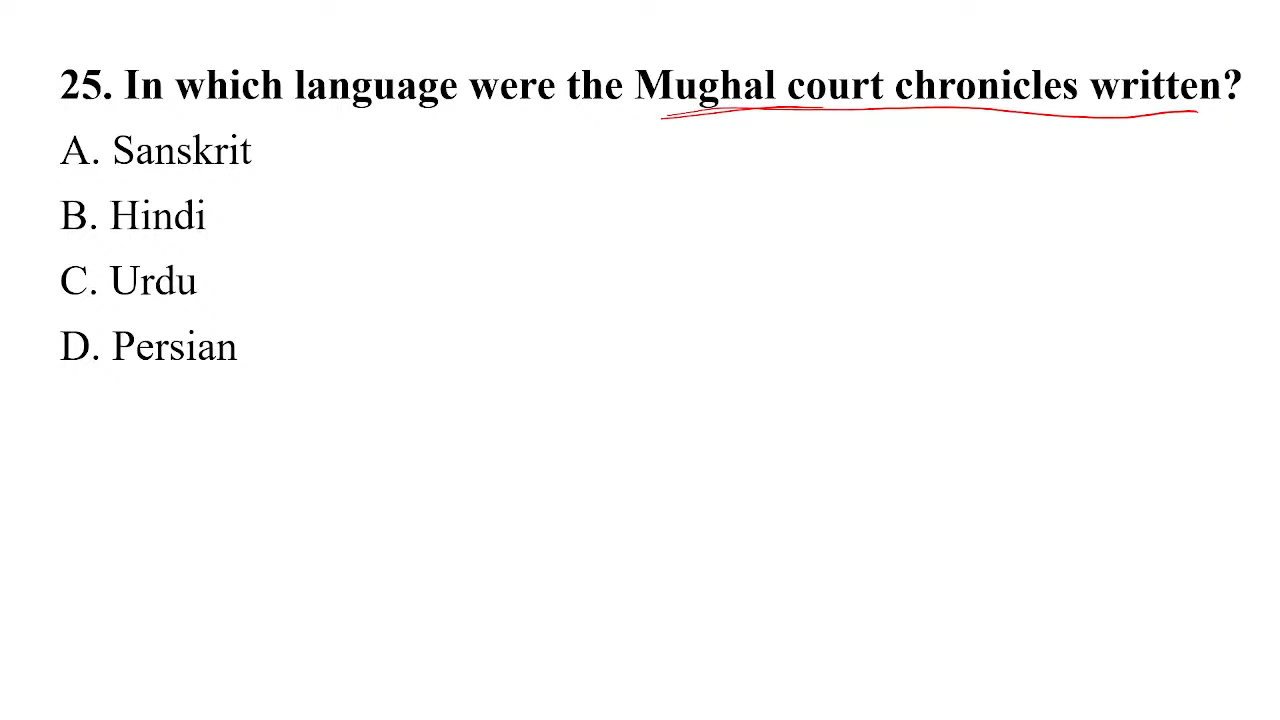 25. In which language were the Mughal court chronicles written?
A. Sanskrit
B. Hindi
C. Urdu
D. Persian